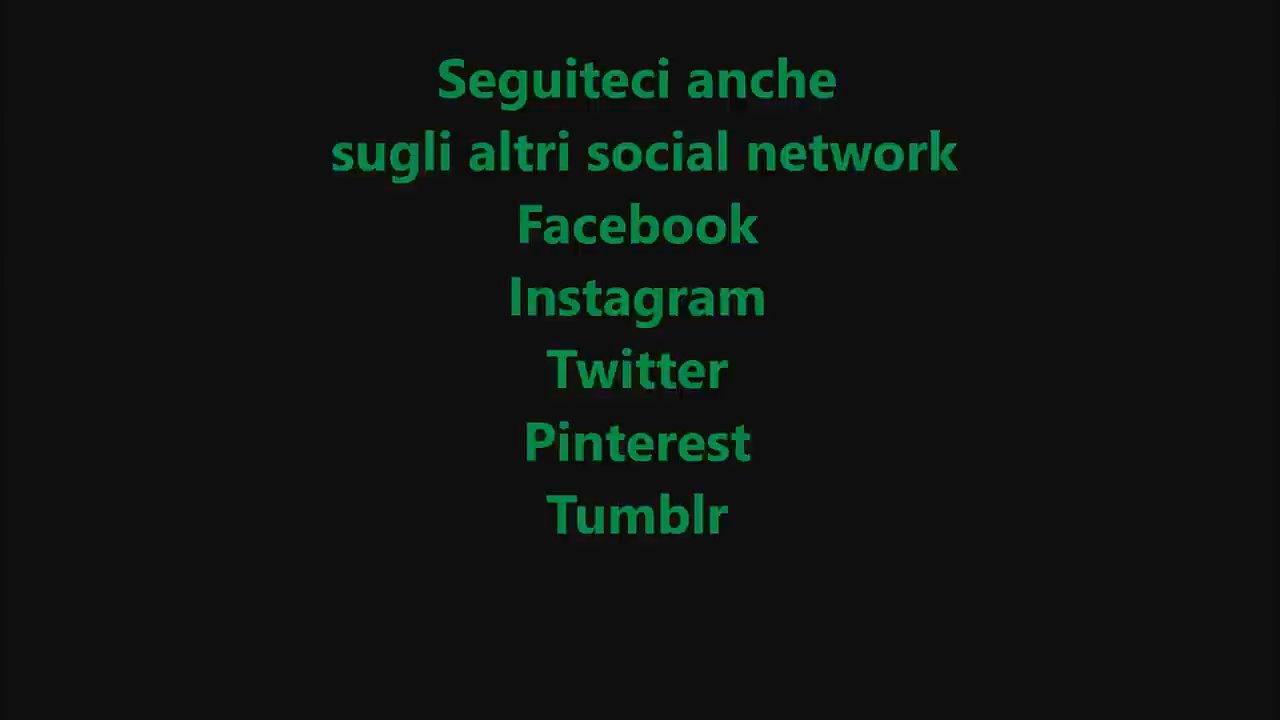 Seguiteci anche
sugli altri social network
Facebook
Instagram
Twitter
Pinterest
Tumblr